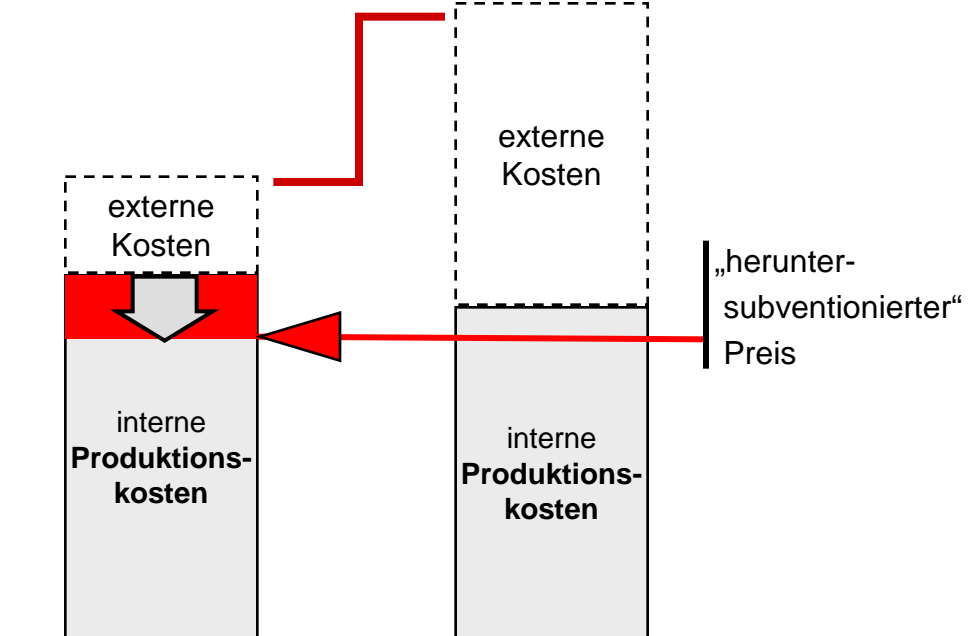 externe
Kosten
interne
Produktions-
kosten
externe
Kosten
interne
Produktions-
kosten
„herunter-
subventionierter“
Preis